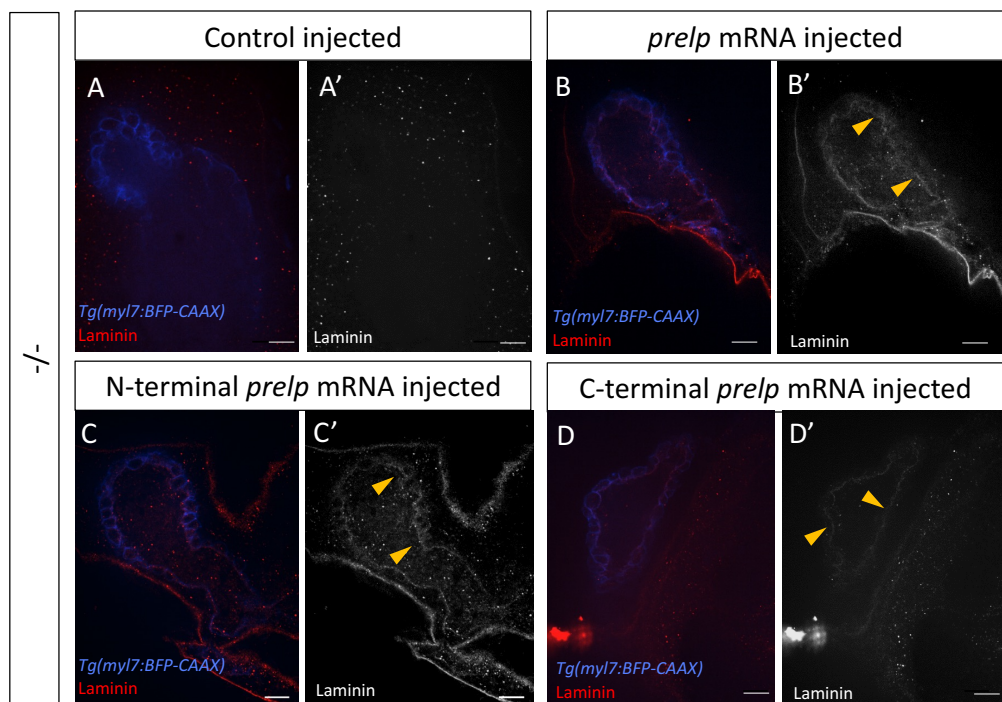 -/-
Control injected
prelp mRNA injected
A
A’
B
B’
Tg(myl7:BFP-CAAX)
Laminin
Laminin
Tg(myl7:BFP-CAAX)
Laminin
Laminin
N-terminal prelp mRNA injected
C-terminal prelp mRNA injected
C
C’
D
D’
Tg(myl7:BFP-CAAX)
Laminin
Laminin
Tg(myl7:BFP-CAAX)
Laminin
Laminin